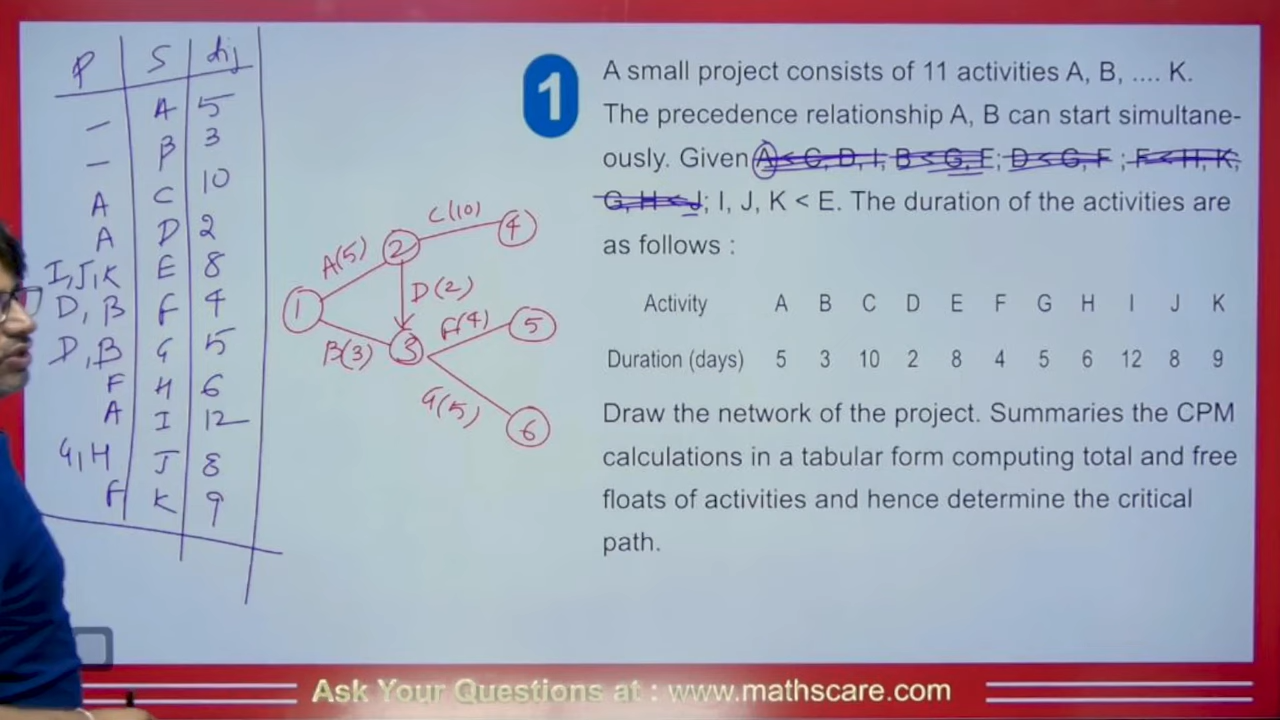 P S dij
– A 5
– B 3
A C 10
A D 2
I,J,K E 8
D,B F 4
D,B G 5
F H 6
A I 12
G,H J 8
F K 9
1
2
3
4
5
6
A(5)
B(3)
C(10)
D(2)
F(4)
G(5)
1
A small project consists of 11 activities A, B, .... K.
The precedence relationship A, B can start simultane-
ously. Given A < C, D, I; B < G, F; D < G, F ; F < H, K;
G, H < J; I, J, K < E. The duration of the activities are
as follows :
Activity A B C D E F G H I J K
Duration (days) 5 3 10 2 8 4 5 6 12 8 9
Draw the network of the project. Summaries the CPM
calculations in a tabular form computing total and free
floats of activities and hence determine the critical
path.
Ask Your Questions at : www.mathscare.com